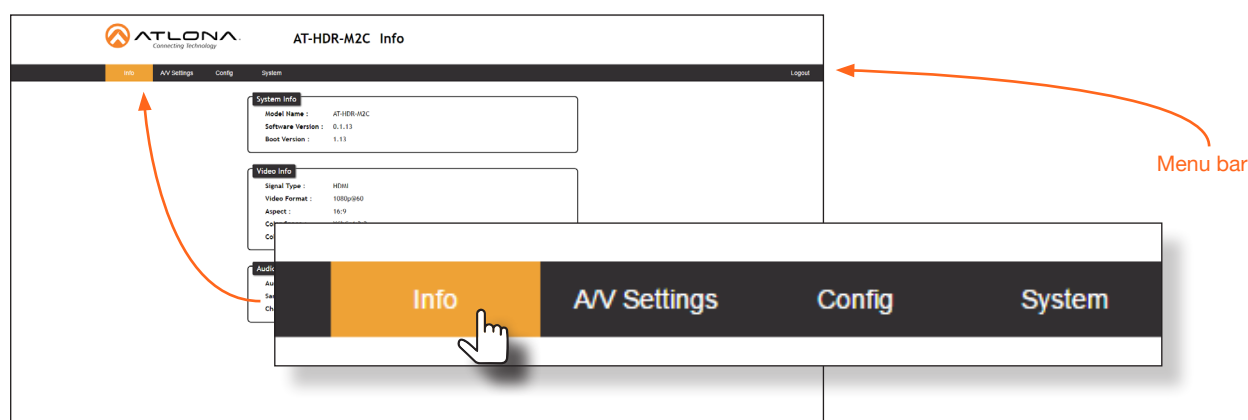 ATLONA
Connecting Technology
AT-HDR-M2C Info
Info A/V Settings Config System Logout
Menu bar
System Info
Model Name : AT-HDR-M2C
Software Version : 0.1.13
Boot Version : 1.13
Video Info
Signal Type : HDMI
Video Format : 1080p@60
Aspect : 16:9
Info A/V Settings Config System